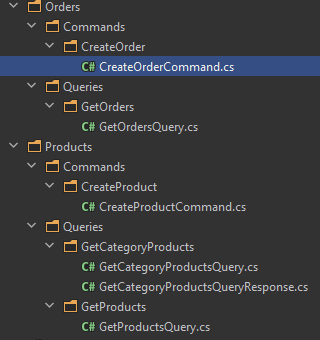 Orders
Commands
CreateOrder
C# CreateOrderCommand.cs
Queries
GetOrders
C# GetOrdersQuery.cs
Products
Commands
CreateProduct
C# CreateProductCommand.cs
Queries
GetCategoryProducts
C# GetCategoryProductsQuery.cs
C# GetCategoryProductsQueryResponse.cs
GetProducts
C# GetProductsQuery.cs